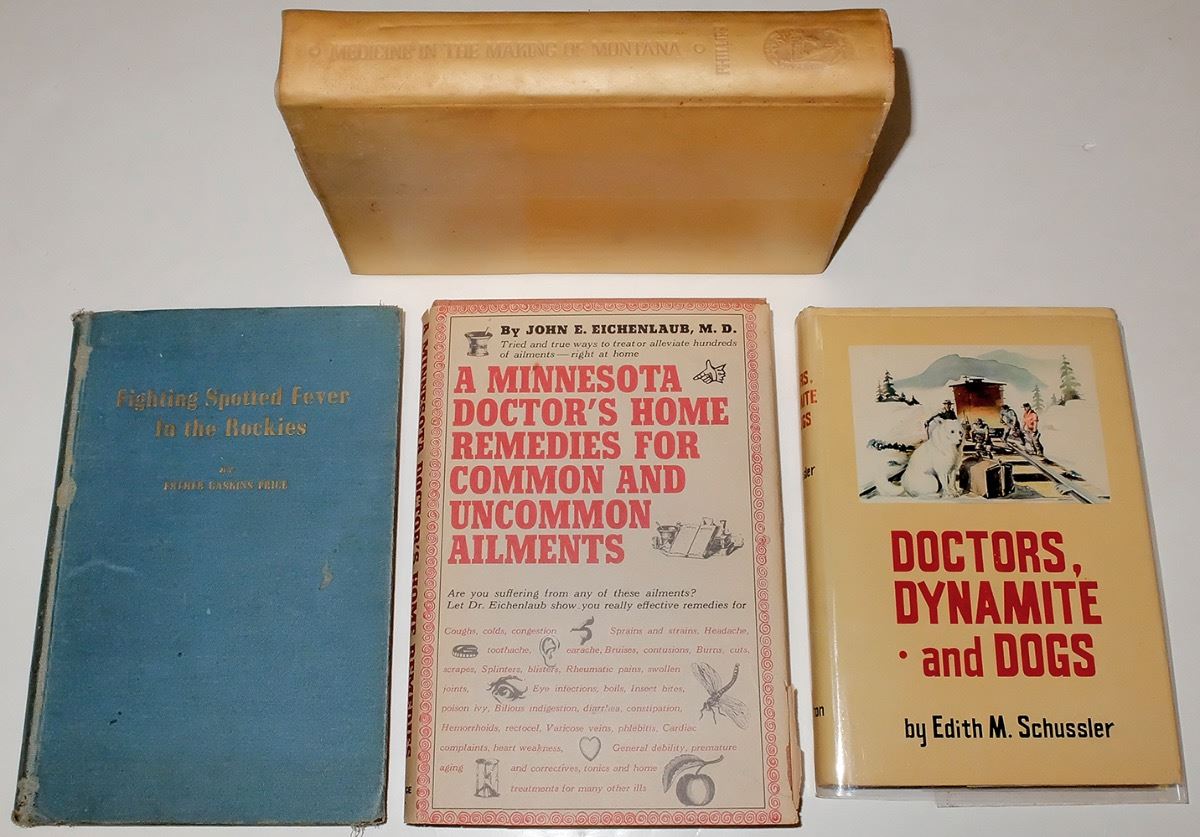 MEDICINE IN THE MAKING OF MONTANA
PHILLIPS
Fighting Spotted Fever
In the Rockies
BY
ESTHER GASKINS PRICE
By JOHN E. EICHENLAUB, M. D.
Tried and true ways to treat or alleviate hundreds
of ailments — right at home
A MINNESOTA
DOCTOR'S HOME
REMEDIES FOR
COMMON AND
UNCOMMON
AILMENTS
Are you suffering from any of these ailments?
Let Dr. Eichenlaub show you really effective remedies for
Coughs, colds, congestion Sprains and strains, Headache,
toothache, earache, Bruises, contusions, Burns, cuts,
scrapes, Splinters, blisters, Rheumatic pains, swollen
joints, Eye infections, boils, Insect bites,
poison ivy, Bilious indigestion, diarrhea, constipation,
Hemorrhoids, rectocel, Varicose veins, phlebitis, Cardiac
complaints, heart weakness, General debility, premature
aging and correctives, tonics and home
treatments for many other ills
A MINNESOTA DOCTOR'S HOME REMEDIES
DOCTORS,
DYNAMITE
• and DOGS
by Edith M. Schussler